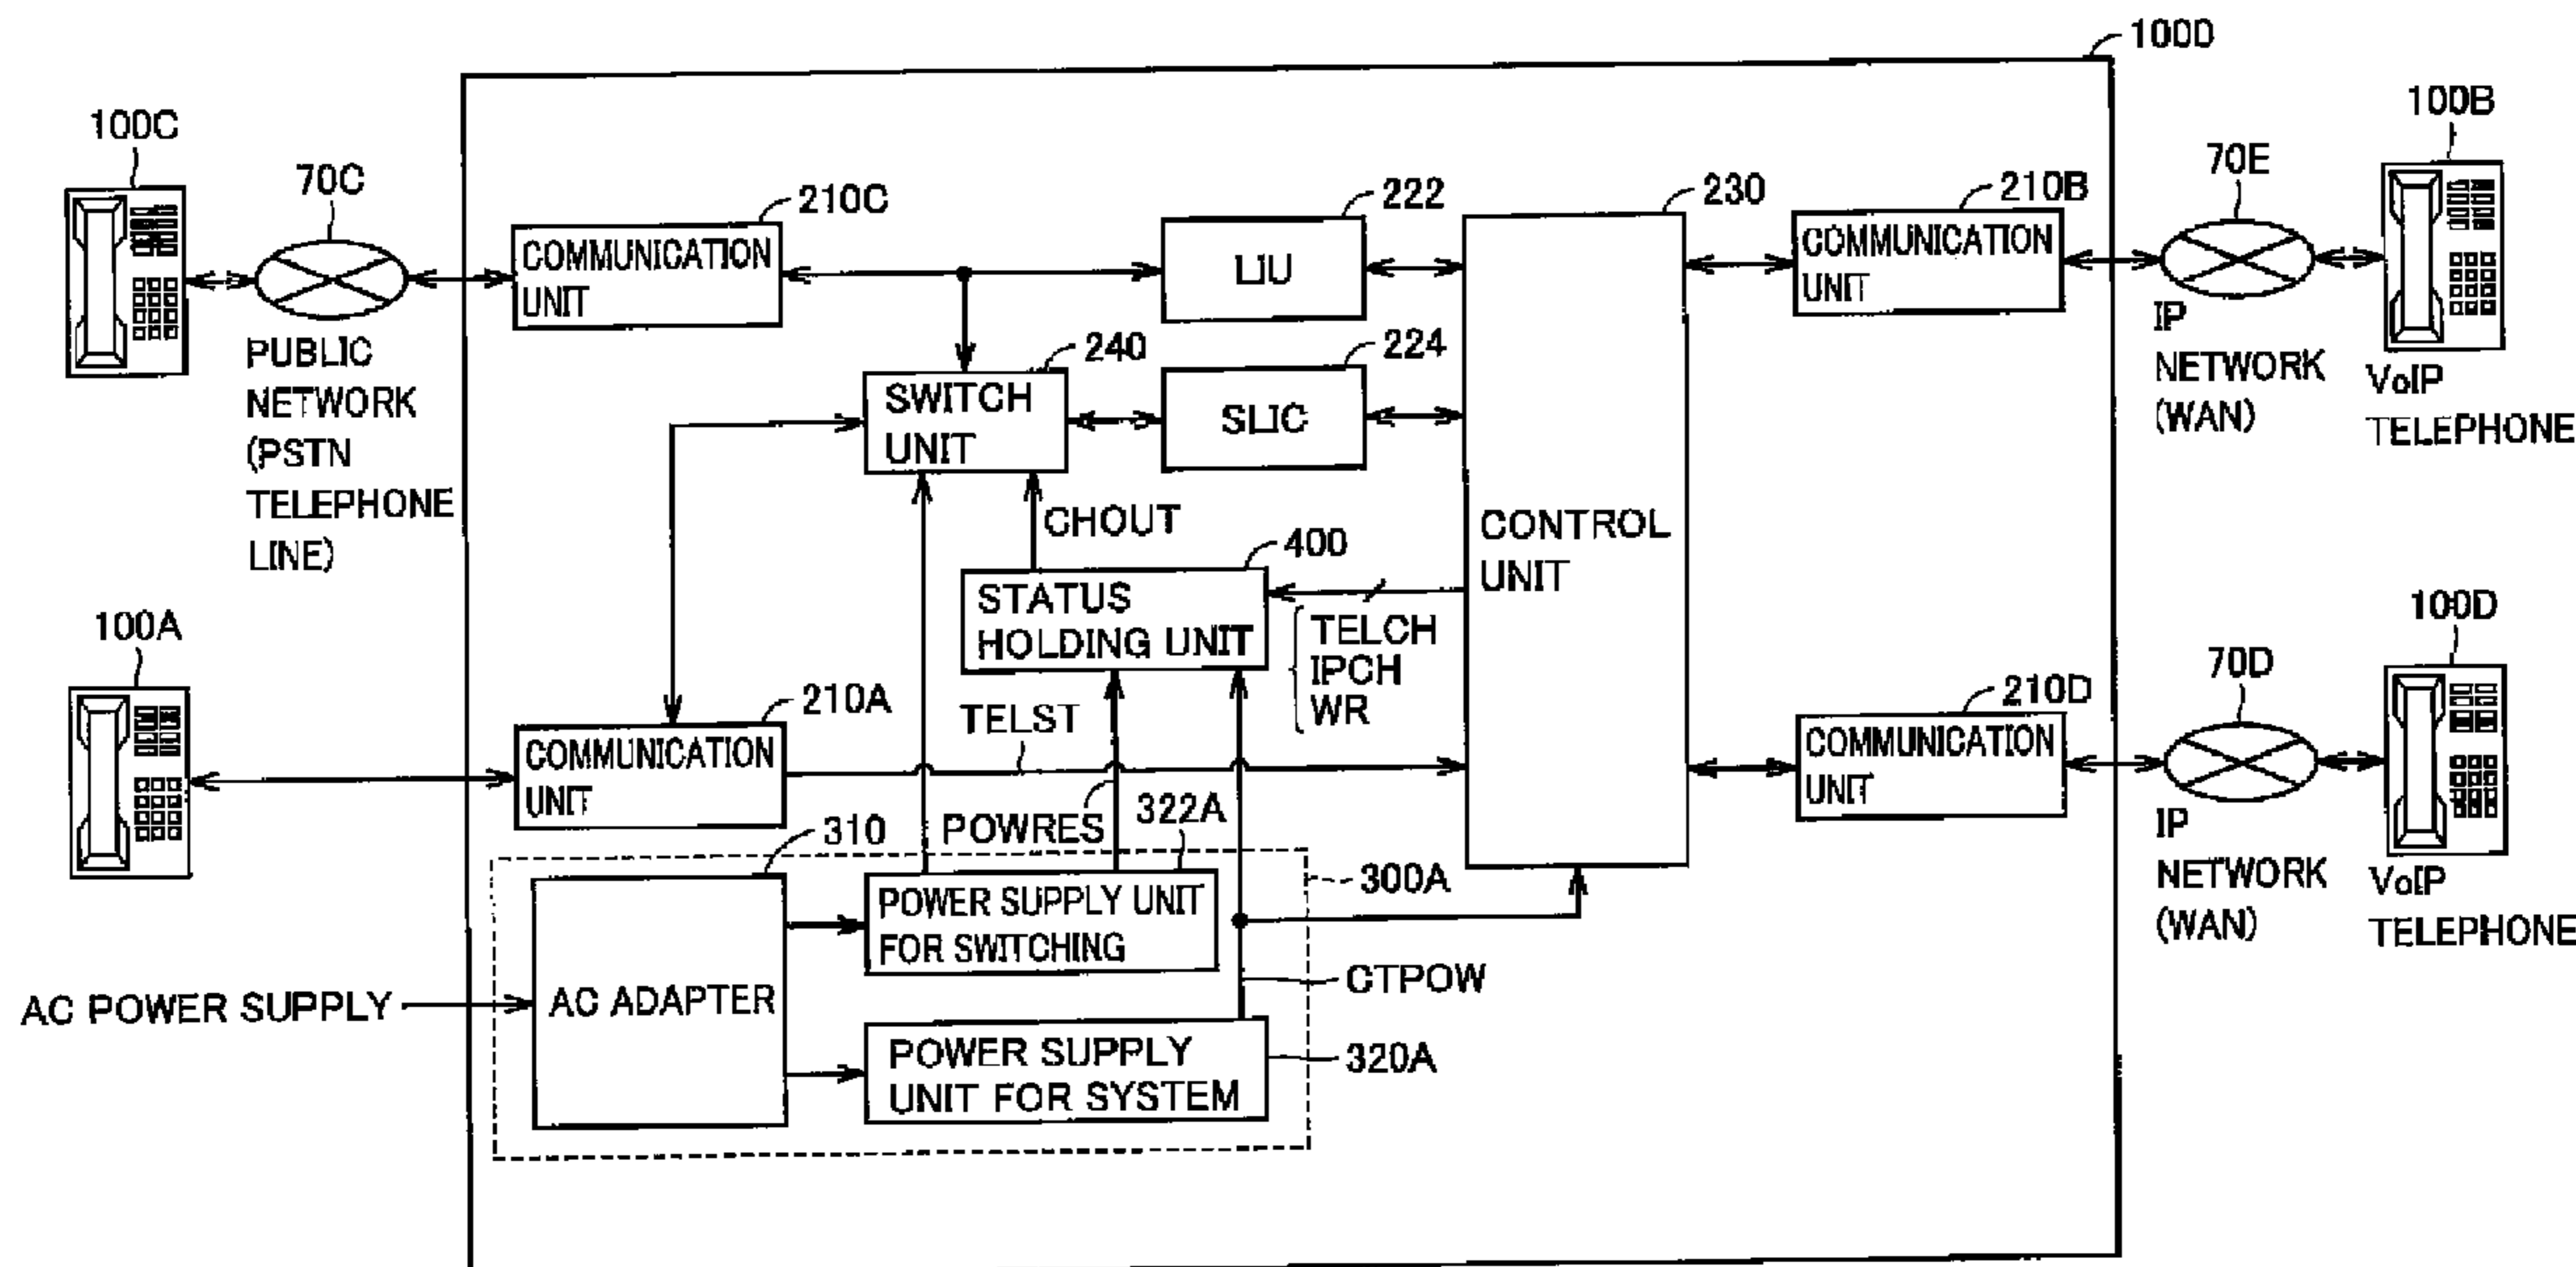 1000
100C
70C
210C
COMMUNICATION
UNIT
222
LIU
230
210B
COMMUNICATION
UNIT
70E
100B
PUBLIC
NETWORK
(PSTN
TELEPHONE
LINE)
240
SWITCH
UNIT
224
SLIC
IP
NETWORK
(WAN)
VoIP
TELEPHONE
CHOUT
CONTROL
UNIT
400
STATUS
HOLDING UNIT
TELCH
IPCH
WR
100A
210A
COMMUNICATION
UNIT
TELST
210D
COMMUNICATION
UNIT
70D
100D
IP
NETWORK
(WAN)
VoIP
TELEPHONE
310
POWRES
322A
300A
POWER SUPPLY UNIT
FOR SWITCHING
AC POWER SUPPLY
AC ADAPTER
CTPOW
POWER SUPPLY
UNIT FOR SYSTEM
320A